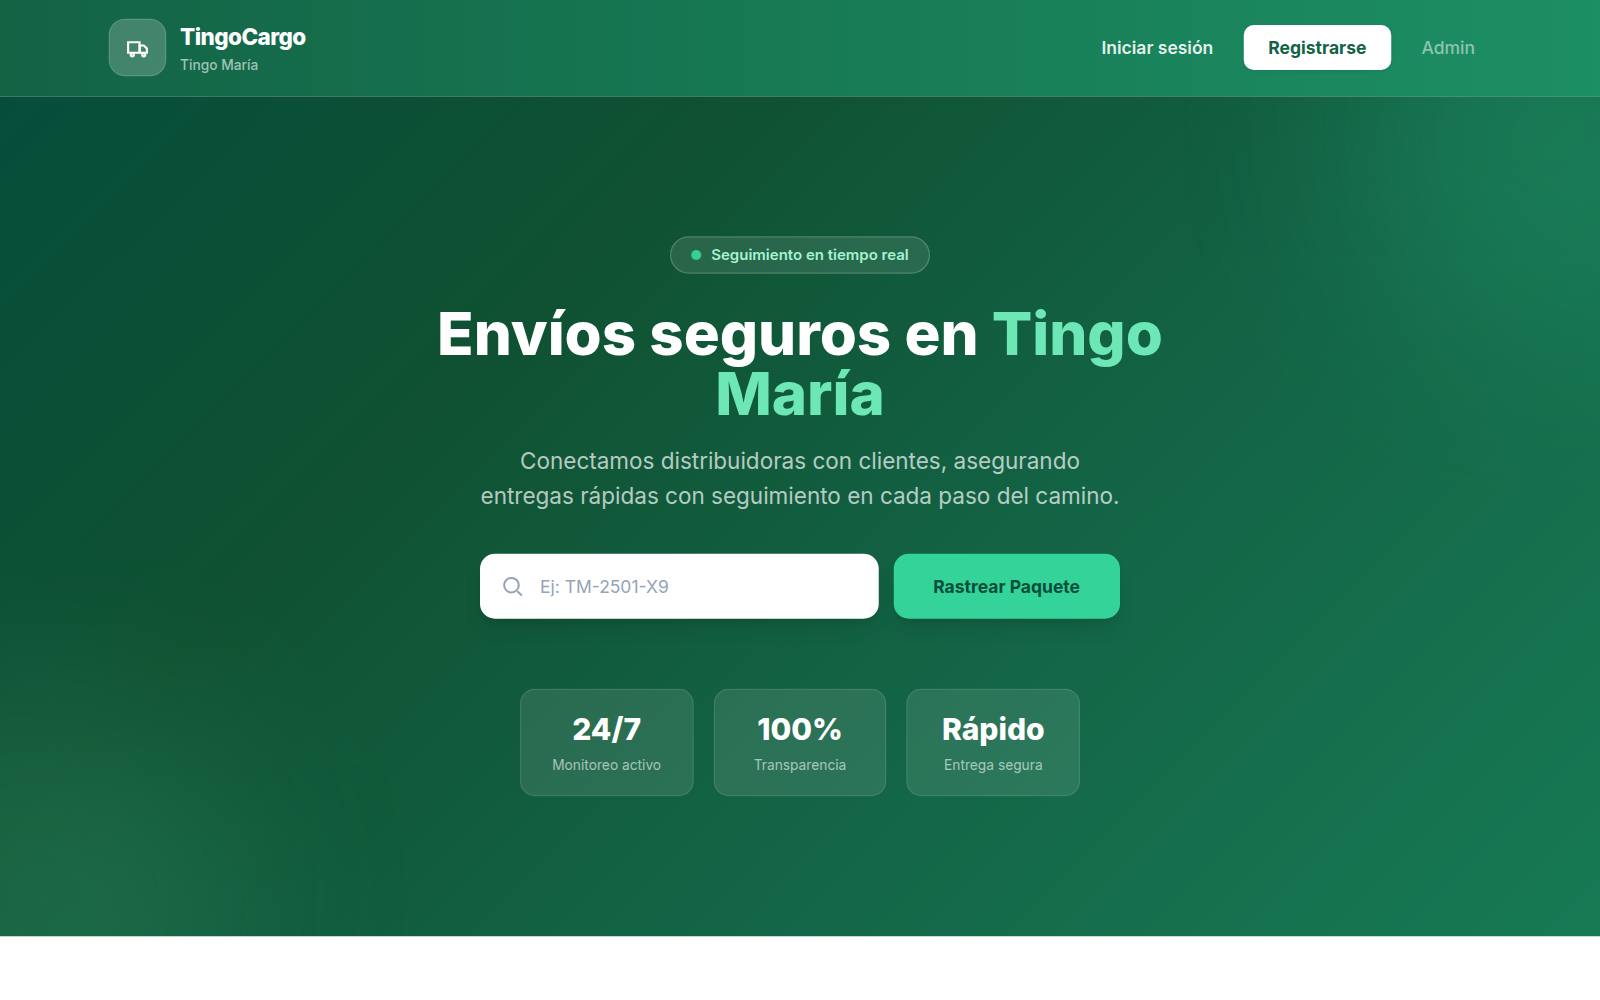 TingoCargo
Tingo María
Iniciar sesión
Registrarse
Admin
Seguimiento en tiempo real
Envíos seguros en Tingo
María
Conectamos distribuidoras con clientes, asegurando
entregas rápidas con seguimiento en cada paso del camino.
Ej: TM-2501-X9
Rastrear Paquete
24/7
Monitoreo activo
100%
Transparencia
Rápido
Entrega segura